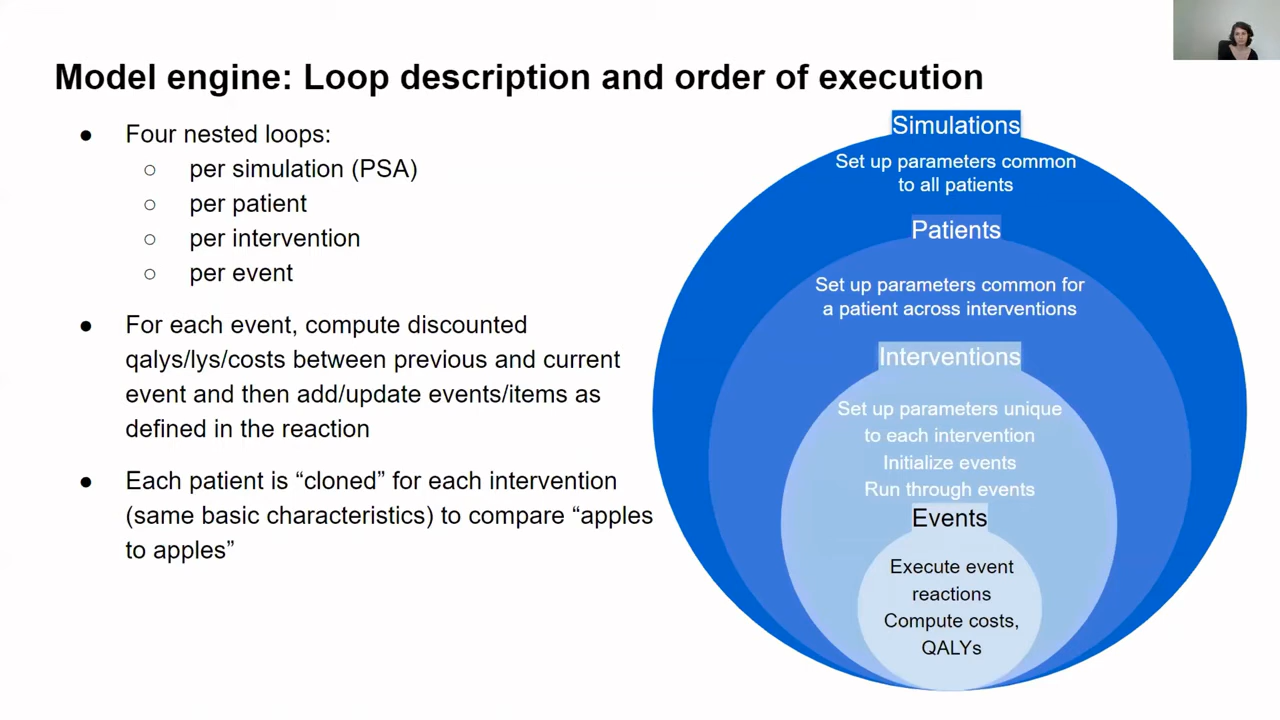 Model engine: Loop description and order of execution
● Four nested loops:
○ per simulation (PSA)
○ per patient
○ per intervention
○ per event
● For each event, compute discounted
qalys/lys/costs between previous and current
event and then add/update events/items as
defined in the reaction
● Each patient is “cloned” for each intervention
(same basic characteristics) to compare “apples
to apples”
Simulations
Set up parameters common
to all patients
Patients
Set up parameters common for
a patient across interventions
Interventions
Set up parameters unique
to each intervention
Initialize events
Run through events
Events
Execute event
reactions
Compute costs,
QALYs